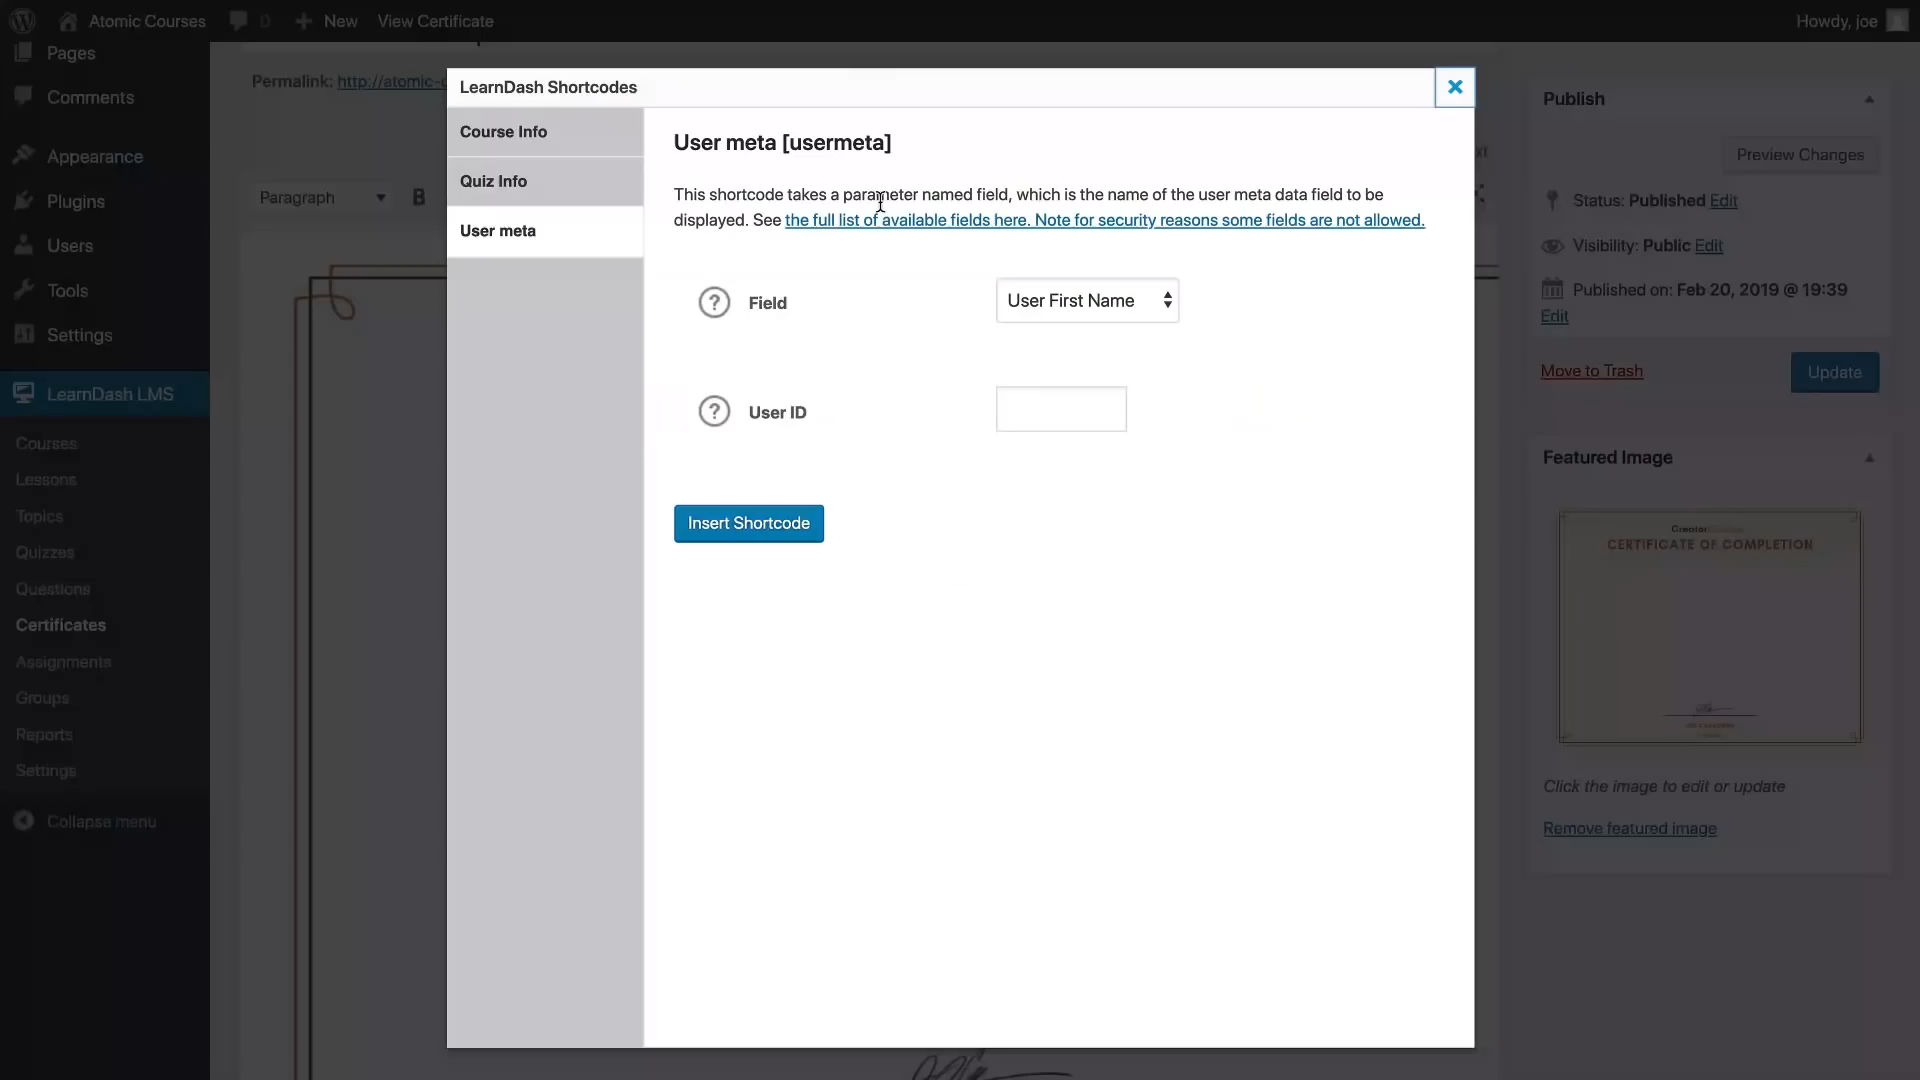 Atomic Courses 0 New View Certificate Howdy, joe
Pages
Comments
Appearance
Plugins
Users
Tools
Settings
LearnDash LMS
Courses
Lessons
Topics
Quizzes
Questions
Certificates
Assignments
Groups
Reports
Settings
Collapse menu
Permalink: http://atomic-c
Paragraph B
LearnDash Shortcodes
Course Info
Quiz Info
User meta
User meta [usermeta]
This shortcode takes a parameter named field, which is the name of the user meta data field to be
displayed. See the full list of available fields here. Note for security reasons some fields are not allowed.
? Field User First Name
? User ID
Insert Shortcode
Publish
Preview Changes
Status: Published Edit
Visibility: Public Edit
Published on: Feb 20, 2019 @ 19:39
Edit
Move to Trash Update
Featured Image
Creator
CERTIFICATE OF COMPLETION
Click the image to edit or update
Remove featured image